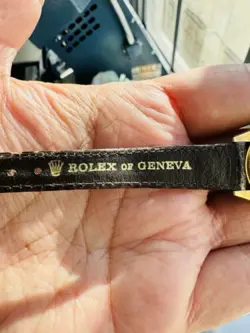 ROLEX OF GENEVA